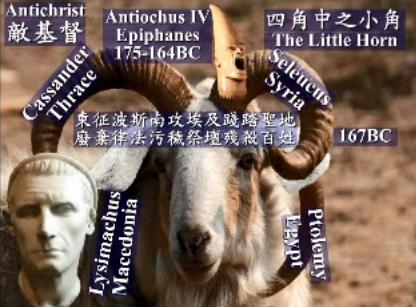 Antichrist
敵基督
Antiochus IV
Epiphanes
175-164BC
四角中之小角
The Little Horn
Cassander
Thrace
Seleucus
Syria
東征波斯南攻埃及踐踏聖地
廢棄律法污穢祭壇殘殺百姓
167BC
Lysimachus
Macedonia
Ptolemy
Egypt